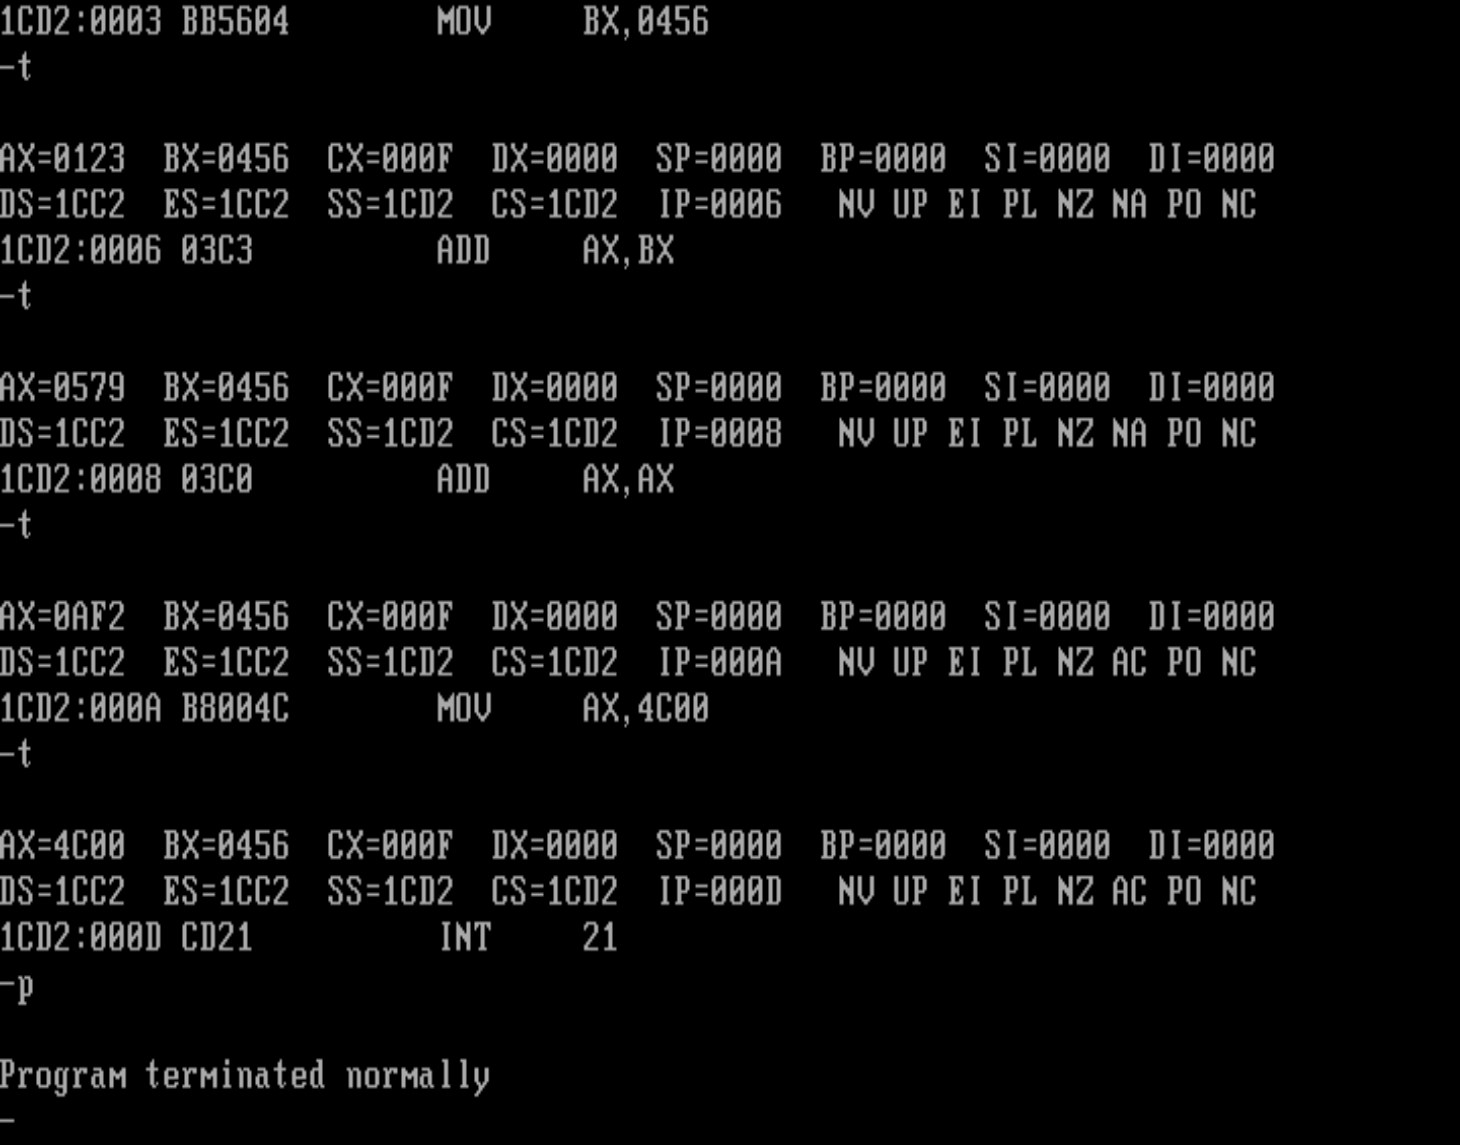 1CD2:0003 BB5604        MOV     BX,0456
-t

AX=0123  BX=0456  CX=000F  DX=0000  SP=0000  BP=0000  SI=0000  DI=0000
DS=1CC2  ES=1CC2  SS=1CD2  CS=1CD2  IP=0006   NV UP EI PL NZ NA PO NC
1CD2:0006 03C3          ADD     AX,BX
-t

AX=0579  BX=0456  CX=000F  DX=0000  SP=0000  BP=0000  SI=0000  DI=0000
DS=1CC2  ES=1CC2  SS=1CD2  CS=1CD2  IP=0008   NV UP EI PL NZ NA PO NC
1CD2:0008 03C0          ADD     AX,AX
-t

AX=0AF2  BX=0456  CX=000F  DX=0000  SP=0000  BP=0000  SI=0000  DI=0000
DS=1CC2  ES=1CC2  SS=1CD2  CS=1CD2  IP=000A   NV UP EI PL NZ AC PO NC
1CD2:000A B8004C        MOV     AX,4C00
-t

AX=4C00  BX=0456  CX=000F  DX=0000  SP=0000  BP=0000  SI=0000  DI=0000
DS=1CC2  ES=1CC2  SS=1CD2  CS=1CD2  IP=000D   NV UP EI PL NZ AC PO NC
1CD2:000D CD21          INT     21
-p

Program terminated normally
-